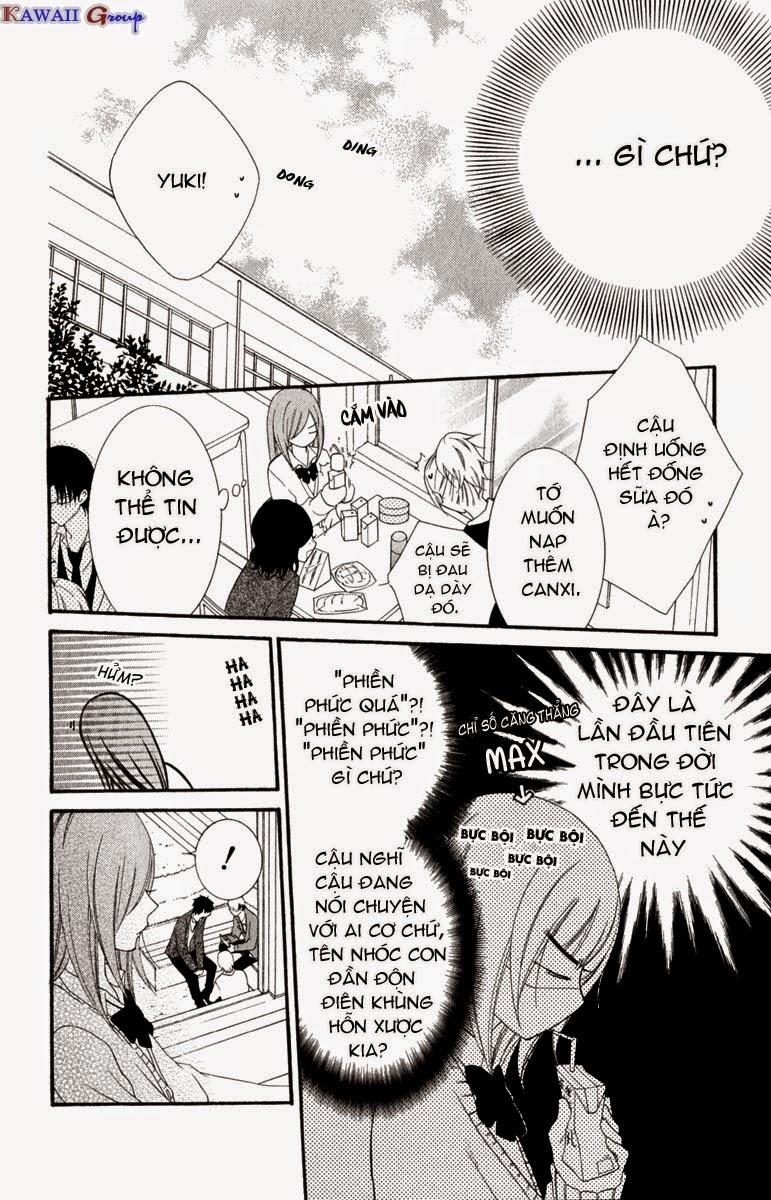 KAWAII Group
... GÌ CHỨ?
DING
DONG
YUKI!
CẬU
ĐỊNH UỐNG
HẾT ĐỐNG
SỮA ĐÓ
À?
CẮM VÀO
TỚ
MUỐN
NẠP
THÊM
CANXI.
CẬU SẼ
BỊ ĐAU
DẠ DÀY
ĐÓ.
KHÔNG
THỂ TIN
ĐƯỢC...
ĐÂY LÀ
LẦN ĐẦU TIÊN
TRONG ĐỜI
MÌNH BỰC TỨC
ĐẾN THẾ
NÀY
CHỈ SỐ CĂNG THẲNG
MAX
BỰC BỘI BỰC BỘI
BỰC BỘI
BỰC BỘI
"PHIỀN
PHỨC QUÁ"?!
"PHIỀN PHỨC"?!
"PHIỀN PHỨC"
GÌ CHỨ?
CẬU NGHĨ
CẬU ĐANG
NÓI CHUYỆN
VỚI AI CƠ CHỨ,
TÊN NHÓC CON
ĐẦN ĐỘN
ĐIÊN KHÙNG
HỖN XƯỢC
KIA?
HA
HA
HA
HA
HỬM?
!